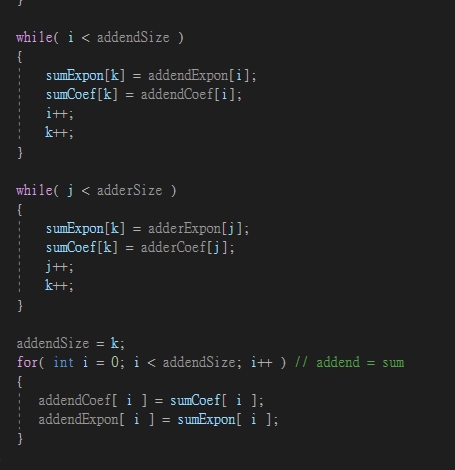 }
while( i < addendSize )
{
sumExpon[k] = addendExpon[i];
sumCoef[k] = addendCoef[i];
i++;
k++;
}
while( j < adderSize )
{
sumExpon[k] = adderExpon[j];
sumCoef[k] = adderCoef[j];
j++;
k++;
}
addendSize = k;
for( int i = 0; i < addendSize; i++ ) // addend = sum
{
addendCoef[ i ] = sumCoef[ i ];
addendExpon[ i ] = sumExpon[ i ];
}